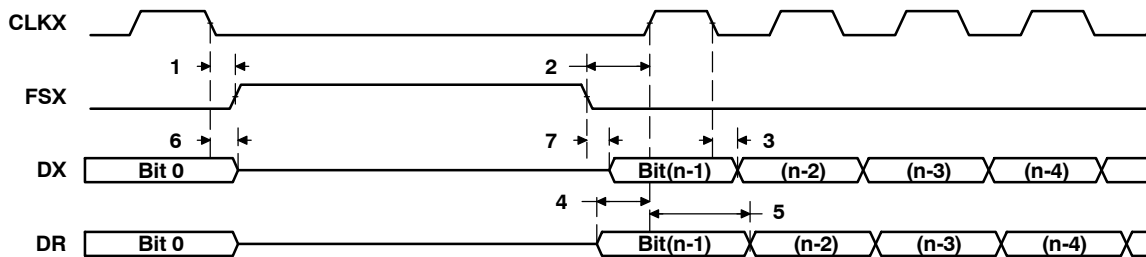 CLKX
1 2
FSX
6 7 3
DX Bit 0 Bit(n-1) (n-2) (n-3) (n-4)
4 5
DR Bit 0 Bit(n-1) (n-2) (n-3) (n-4)